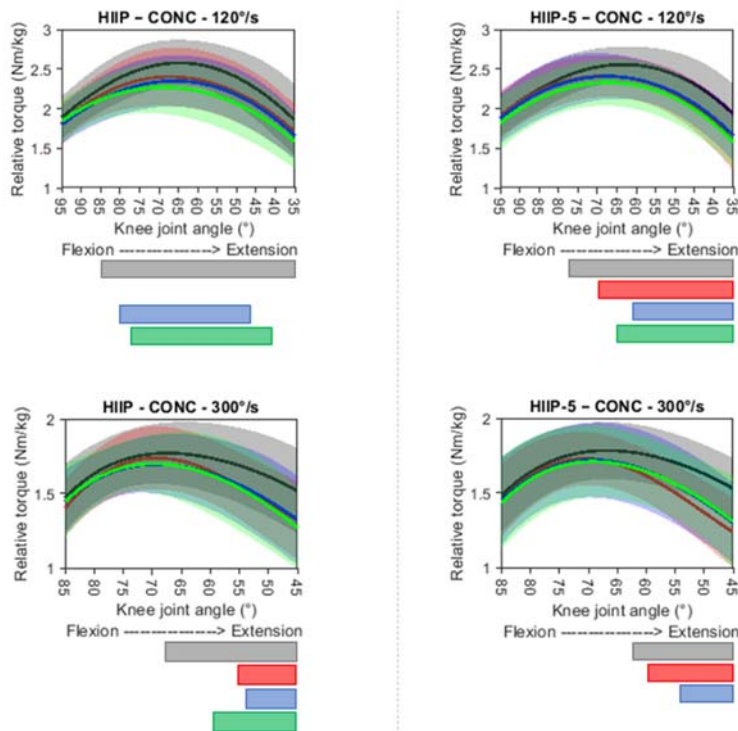 HIIP – CONC - 120°/s
Relative torque (Nm/kg)
3
2.5
2
1.5
1
95 90 85 80 75 70 65 60 55 50 45 40 35
Knee joint angle (°)
Flexion ------------> Extension
HIIP-5 – CONC - 120°/s
Relative torque (Nm/kg)
3
2.5
2
1.5
1
95 90 85 80 75 70 65 60 55 50 45 40 35
Knee joint angle (°)
Flexion ------------> Extension
HIIP - CONC - 300°/s
Relative torque (Nm/kg)
2
1.5
1
85 80 75 70 65 60 55 50 45
Knee joint angle (°)
Flexion ------------> Extension
HIIP-5 – CONC - 300°/s
Relative torque (Nm/kg)
2
1.5
1
85 80 75 70 65 60 55 50 45
Knee joint angle (°)
Flexion ------------> Extension